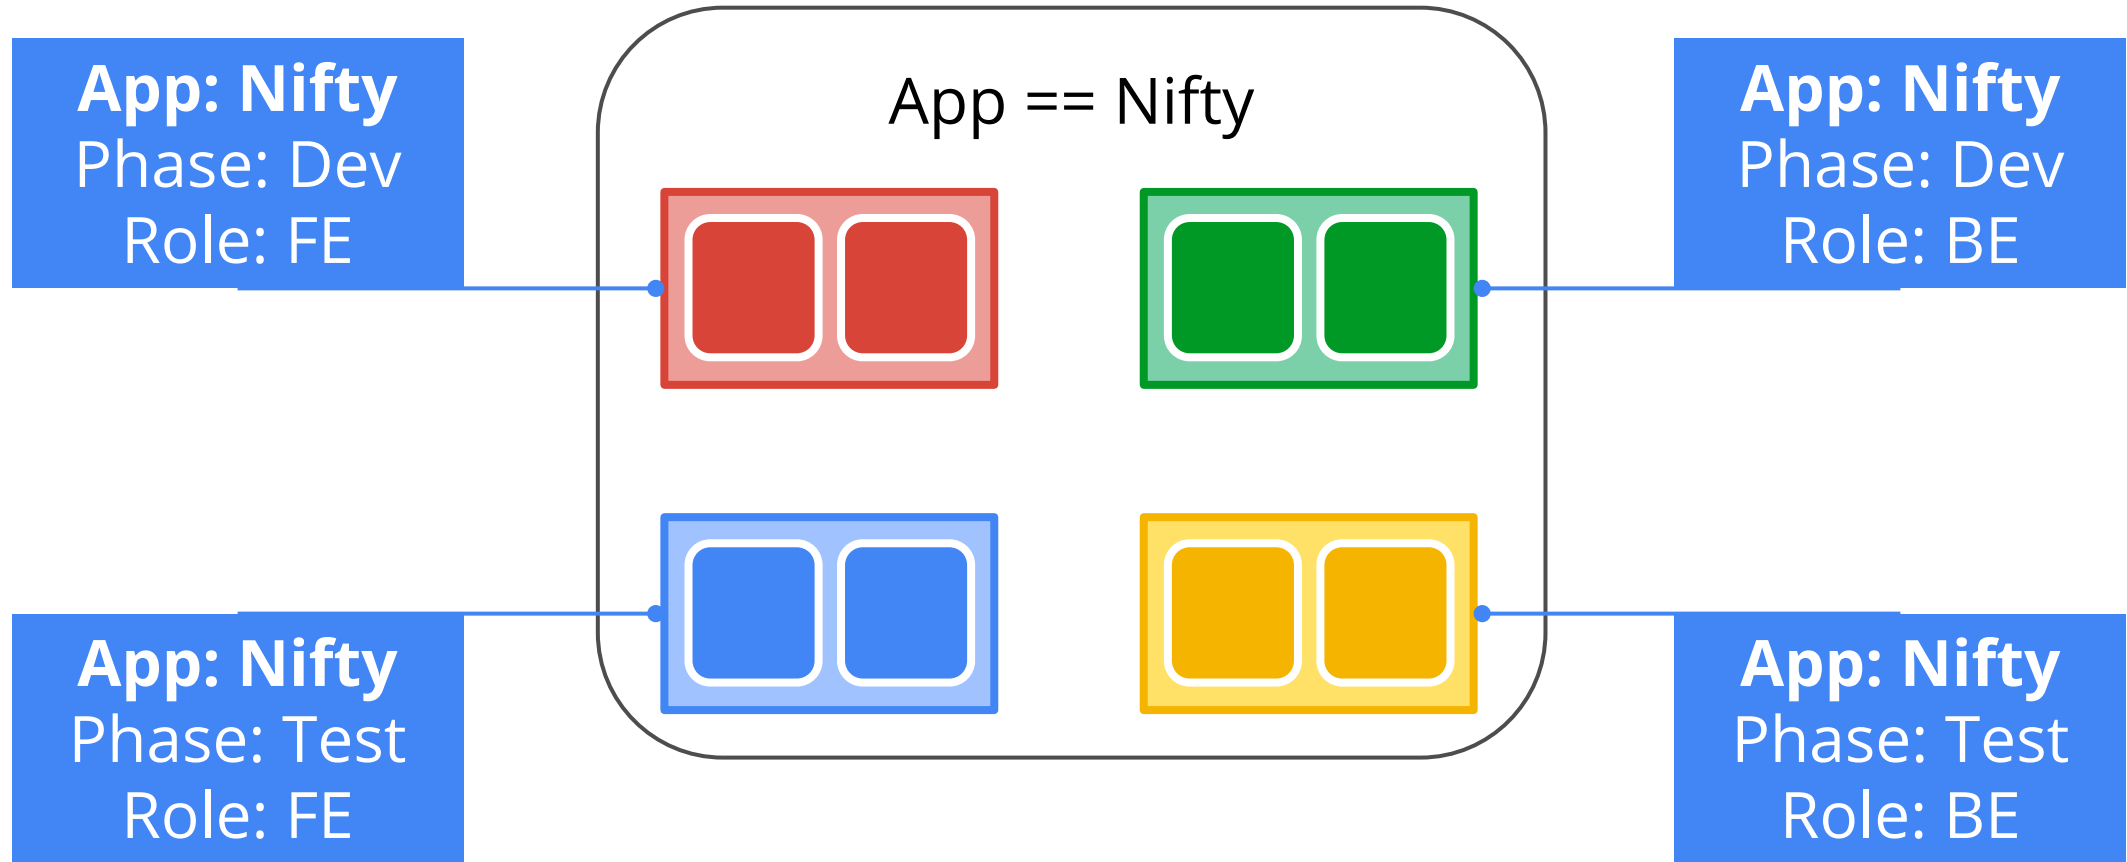 App: Nifty
Phase: Dev
Role: FE
App == Nifty
App: Nifty
Phase: Dev
Role: BE
App: Nifty
Phase: Test
Role: FE
App: Nifty
Phase: Test
Role: BE